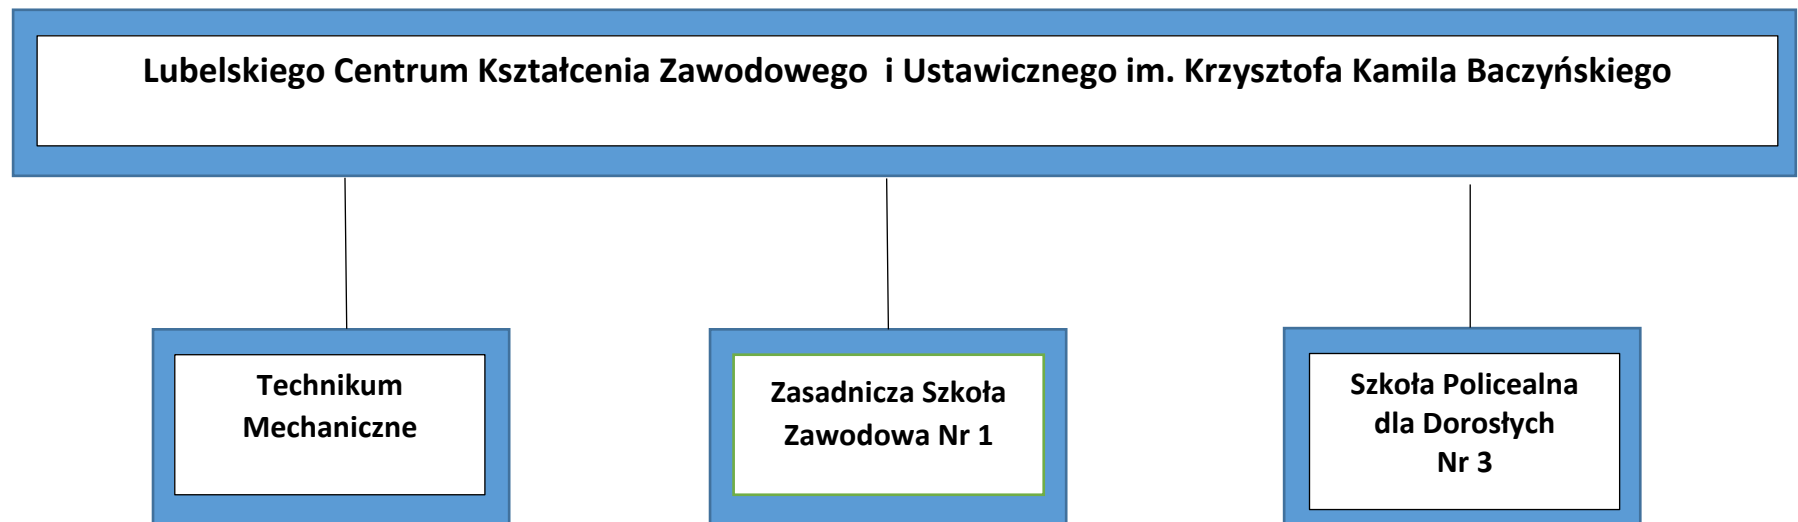 Lubelskiego Centrum Kształcenia Zawodowego i Ustawicznego im. Krzysztofa Kamila Baczyńskiego
Technikum
Mechaniczne
Zasadnicza Szkoła
Zawodowa Nr 1
Szkoła Policealna
dla Dorosłych
Nr 3